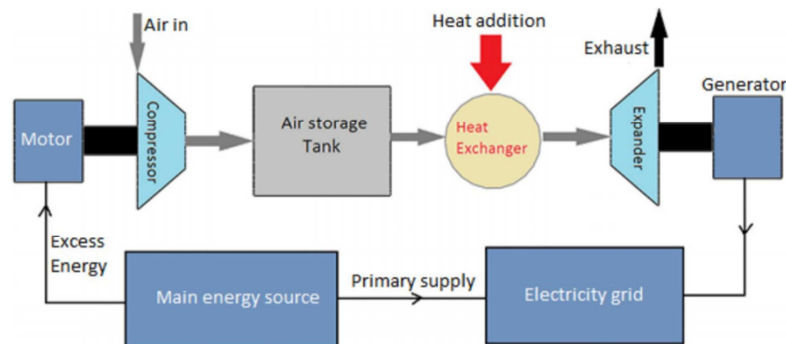 Air in
Heat addition
Exhaust
Generator
Motor
Compressor
Air storage
Tank
Heat
Exchanger
Expander
Excess
Energy
Main energy source
Primary supply
Electricity grid